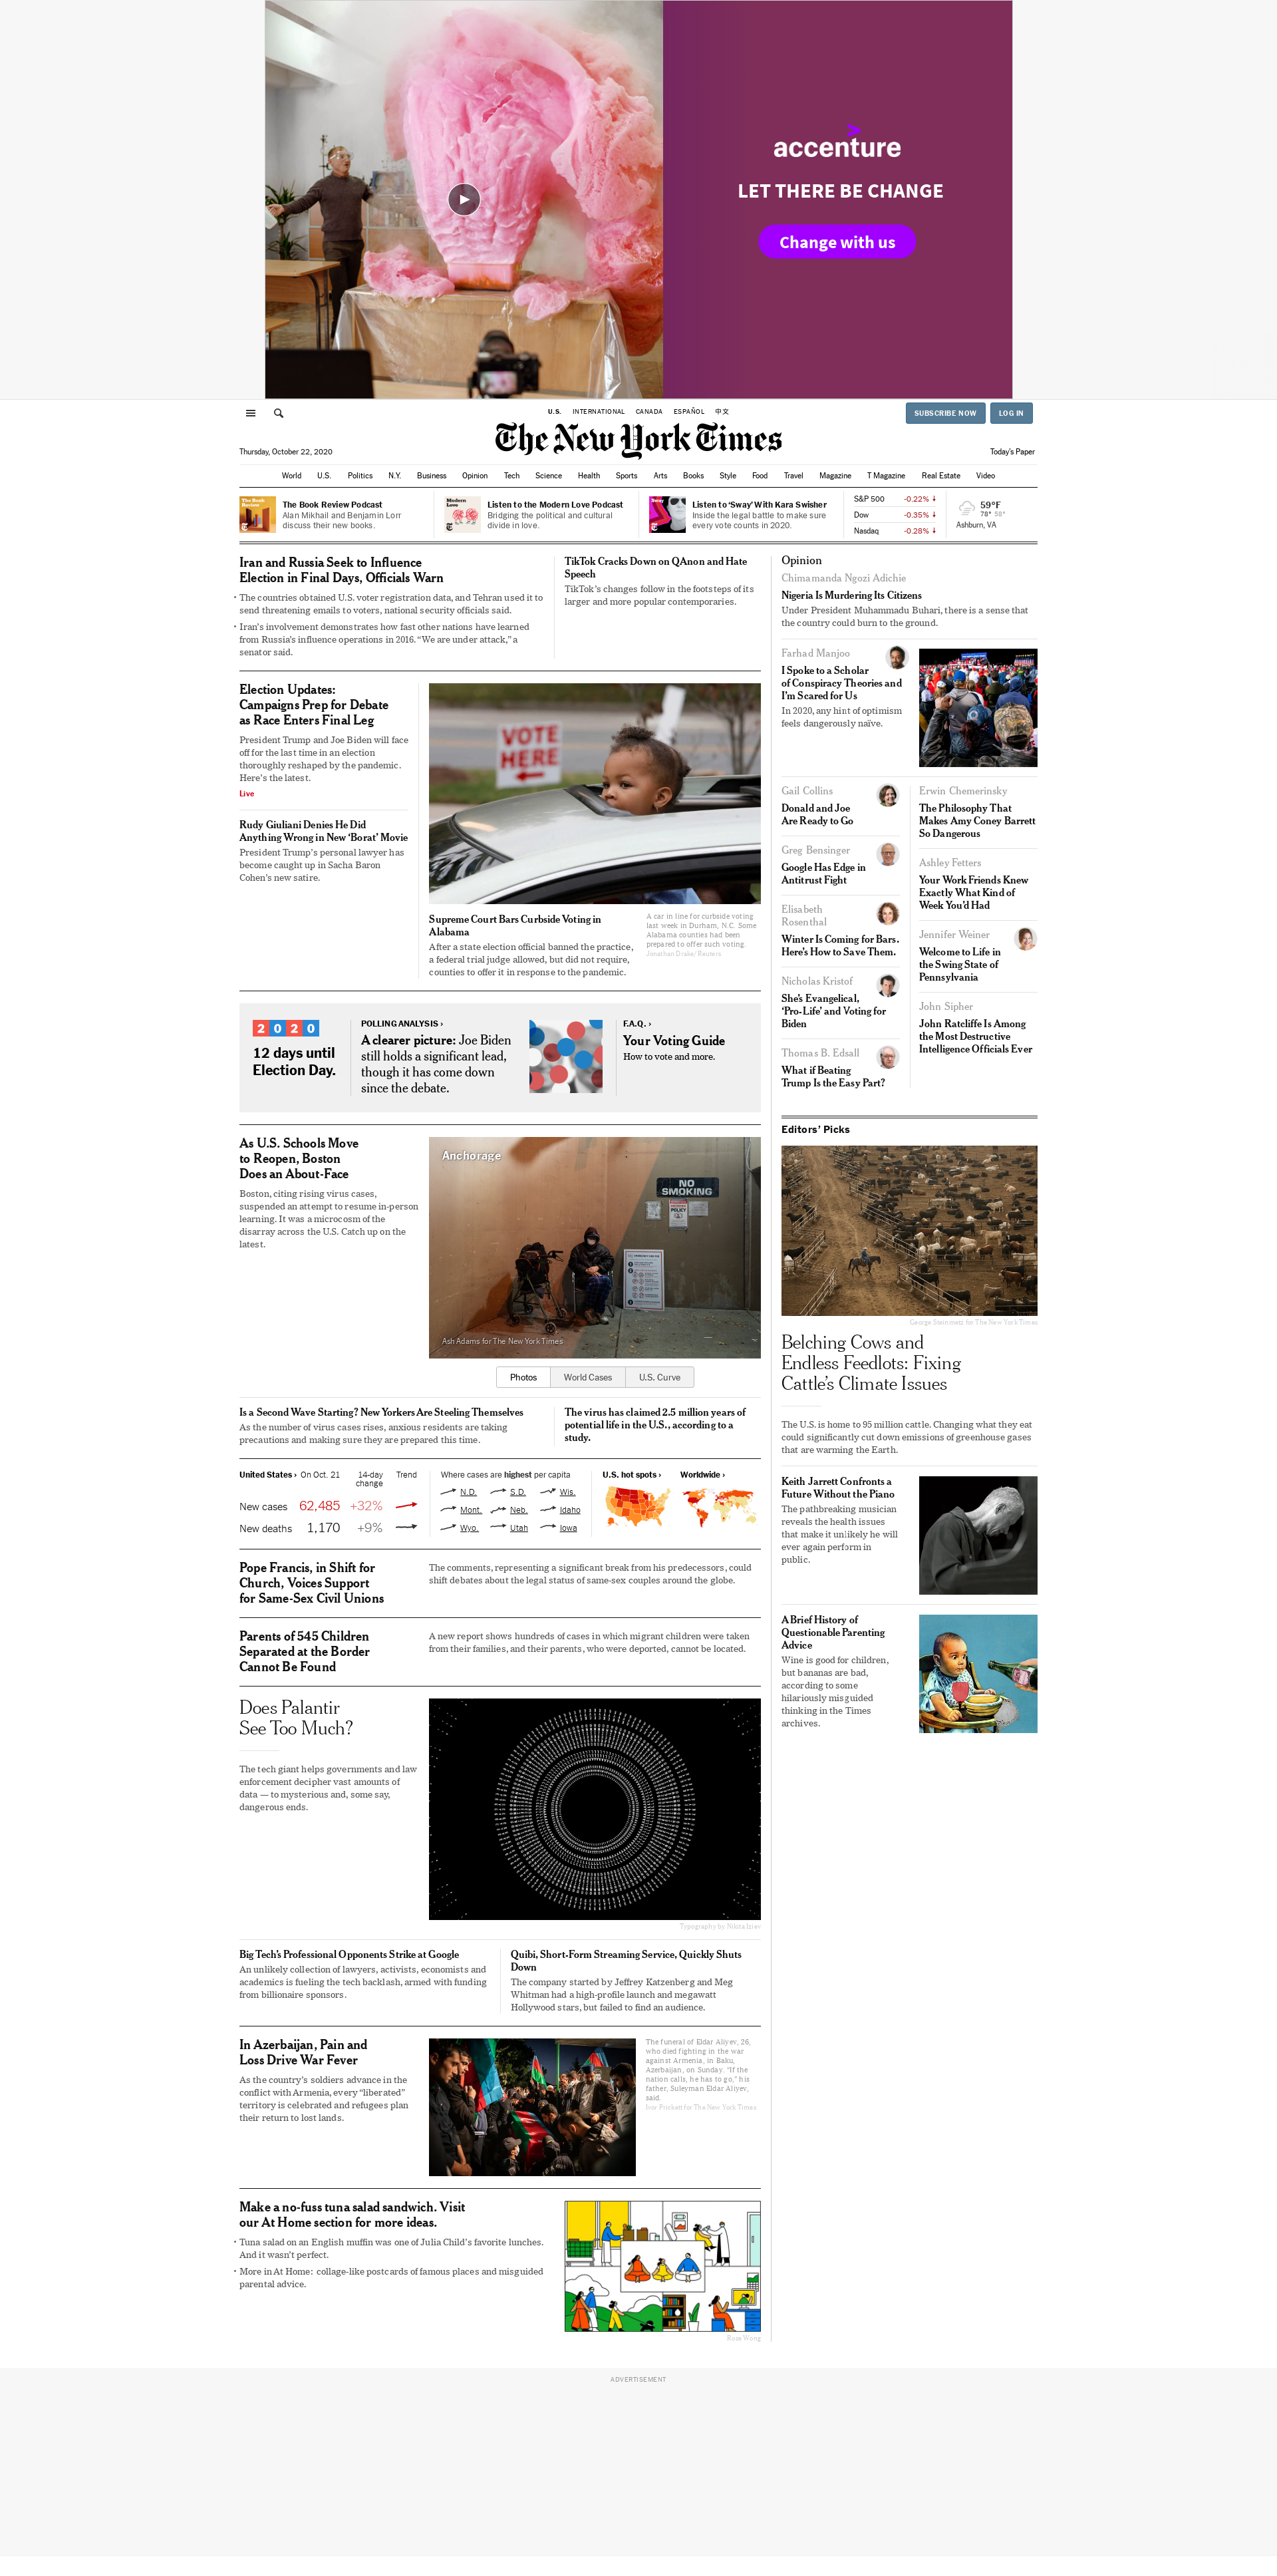 accenture
LET THERE BE CHANGE
Change with us
U.S. INTERNATIONAL CANADA ESPAÑOL 中文
SUBSCRIBE NOW LOG IN
The New York Times
Thursday, October 22, 2020
Today's Paper
World U.S. Politics N.Y. Business Opinion Tech Science Health Sports Arts Books Style Food Travel Magazine T Magazine Real Estate Video
The Book Review
The Book Review Podcast
Alan Mikhail and Benjamin Lorr
discuss their new books.
Modern Love
Listen to the Modern Love Podcast
Bridging the political and cultural
divide in love.
Sway
Listen to ‘Sway’ With Kara Swisher
Inside the legal battle to make sure
every vote counts in 2020.
S&P 500 -0.22%
Dow -0.35%
Nasdaq -0.28%
59°F
78° 58°
Ashburn, VA
Iran and Russia Seek to Influence
Election in Final Days, Officials Warn
• The countries obtained U.S. voter registration data, and Tehran used it to
send threatening emails to voters, national security officials said.
• Iran’s involvement demonstrates how fast other nations have learned
from Russia’s influence operations in 2016. “We are under attack,” a
senator said.
TikTok Cracks Down on QAnon and Hate
Speech
TikTok’s changes follow in the footsteps of its
larger and more popular contemporaries.
Election Updates:
Campaigns Prep for Debate
as Race Enters Final Leg
President Trump and Joe Biden will face
off for the last time in an election
thoroughly reshaped by the pandemic.
Here’s the latest.
Live
Rudy Giuliani Denies He Did
Anything Wrong in New ‘Borat’ Movie
President Trump’s personal lawyer has
become caught up in Sacha Baron
Cohen’s new satire.
VOTE
HERE
Supreme Court Bars Curbside Voting in
Alabama
After a state election official banned the practice,
a federal trial judge allowed, but did not require,
counties to offer it in response to the pandemic.
A car in line for curbside voting
last week in Durham, N.C. Some
Alabama counties had been
prepared to offer such voting.
Jonathan Drake/Reuters
2020
12 days until
Election Day.
POLLING ANALYSIS ›
A clearer picture: Joe Biden
still holds a significant lead,
though it has come down
since the debate.
F.A.Q. ›
Your Voting Guide
How to vote and more.
As U.S. Schools Move
to Reopen, Boston
Does an About-Face
Boston, citing rising virus cases,
suspended an attempt to resume in-person
learning. It was a microcosm of the
disarray across the U.S. Catch up on the
latest.
Anchorage
NO
SMOKING
POLICY
Ash Adams for The New York Times
Photos World Cases U.S. Curve
Is a Second Wave Starting? New Yorkers Are Steeling Themselves
As the number of virus cases rises, anxious residents are taking
precautions and making sure they are prepared this time.
The virus has claimed 2.5 million years of
potential life in the U.S., according to a
study.
United States › On Oct. 21 14-day
change Trend
New cases 62,485 +32%
New deaths 1,170 +9%
Where cases are highest per capita
N.D. S.D. Wis.
Mont. Neb. Idaho
Wyo. Utah Iowa
U.S. hot spots › Worldwide ›
Pope Francis, in Shift for
Church, Voices Support
for Same-Sex Civil Unions
The comments, representing a significant break from his predecessors, could
shift debates about the legal status of same-sex couples around the globe.
Parents of 545 Children
Separated at the Border
Cannot Be Found
A new report shows hundreds of cases in which migrant children were taken
from their families, and their parents, who were deported, cannot be located.
Does Palantir
See Too Much?
The tech giant helps governments and law
enforcement decipher vast amounts of
data — to mysterious and, some say,
dangerous ends.
Typography by Nikita Iziev
Big Tech’s Professional Opponents Strike at Google
An unlikely collection of lawyers, activists, economists and
academics is fueling the tech backlash, armed with funding
from billionaire sponsors.
Quibi, Short-Form Streaming Service, Quickly Shuts
Down
The company started by Jeffrey Katzenberg and Meg
Whitman had a high-profile launch and megawatt
Hollywood stars, but failed to find an audience.
In Azerbaijan, Pain and
Loss Drive War Fever
As the country’s soldiers advance in the
conflict with Armenia, every “liberated”
territory is celebrated and refugees plan
their return to lost lands.
The funeral of Eldar Aliyev, 26,
who died fighting in the war
against Armenia, in Baku,
Azerbaijan, on Sunday. “If the
nation calls, he has to go,” his
father, Suleyman Eldar Aliyev,
said.
Ivor Prickett for The New York Times
Make a no-fuss tuna salad sandwich. Visit
our At Home section for more ideas.
• Tuna salad on an English muffin was one of Julia Child’s favorite lunches.
And it wasn’t perfect.
• More in At Home: collage-like postcards of famous places and misguided
parental advice.
Rose Wong
Opinion
Chimamanda Ngozi Adichie
Nigeria Is Murdering Its Citizens
Under President Muhammadu Buhari, there is a sense that
the country could burn to the ground.
Farhad Manjoo
I Spoke to a Scholar
of Conspiracy Theories and
I’m Scared for Us
In 2020, any hint of optimism
feels dangerously naïve.
Gail Collins
Donald and Joe
Are Ready to Go
Greg Bensinger
Google Has Edge in
Antitrust Fight
Elisabeth
Rosenthal
Winter Is Coming for Bars.
Here’s How to Save Them.
Nicholas Kristof
She’s Evangelical,
‘Pro-Life’ and Voting for
Biden
Thomas B. Edsall
What if Beating
Trump Is the Easy Part?
Erwin Chemerinsky
The Philosophy That
Makes Amy Coney Barrett
So Dangerous
Ashley Fetters
Your Work Friends Knew
Exactly What Kind of
Week You’d Had
Jennifer Weiner
Welcome to Life in
the Swing State of
Pennsylvania
John Sipher
John Ratcliffe Is Among
the Most Destructive
Intelligence Officials Ever
Editors’ Picks
George Steinmetz for The New York Times
Belching Cows and
Endless Feedlots: Fixing
Cattle’s Climate Issues
The U.S. is home to 95 million cattle. Changing what they eat
could significantly cut down emissions of greenhouse gases
that are warming the Earth.
Keith Jarrett Confronts a
Future Without the Piano
The pathbreaking musician
reveals the health issues
that make it unlikely he will
ever again perform in
public.
A Brief History of
Questionable Parenting
Advice
Wine is good for children,
but bananas are bad,
according to some
hilariously misguided
thinking in the Times
archives.
ADVERTISEMENT